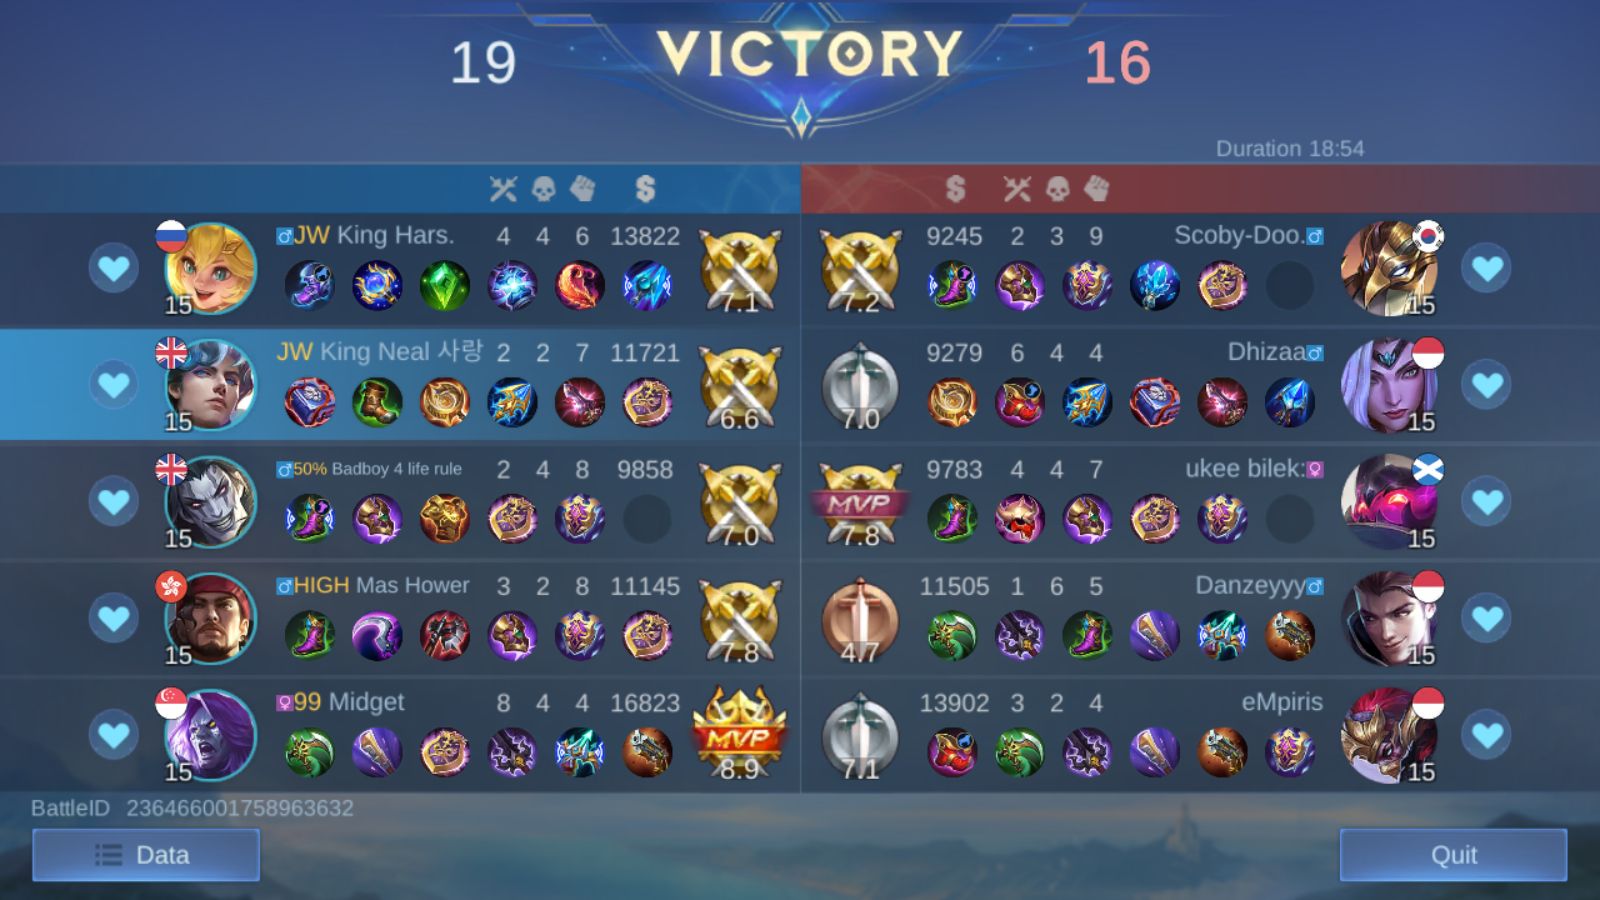 19 VICTORY 16
Duration 18:54
JW King Hars. 4 4 6 13822 7.1 15
7.2 9245 2 3 9 Scoby-Doo. 15
JW King Neal 사랑 2 2 7 11721 6.6 15
7.0 9279 6 4 4 Dhizaa 15
50% Badboy 4 life rule 2 4 8 9858 7.0 15
MVP 7.8 9783 4 4 7 ukee bilek: 15
HIGH Mas Hower 3 2 8 11145 7.8 15
4.7 11505 1 6 5 Danzeyyy 15
99 Midget 8 4 4 16823 MVP 8.9 15
7.1 13902 3 2 4 eMpiris 15
BattleID 236466001758963632
Data
Quit